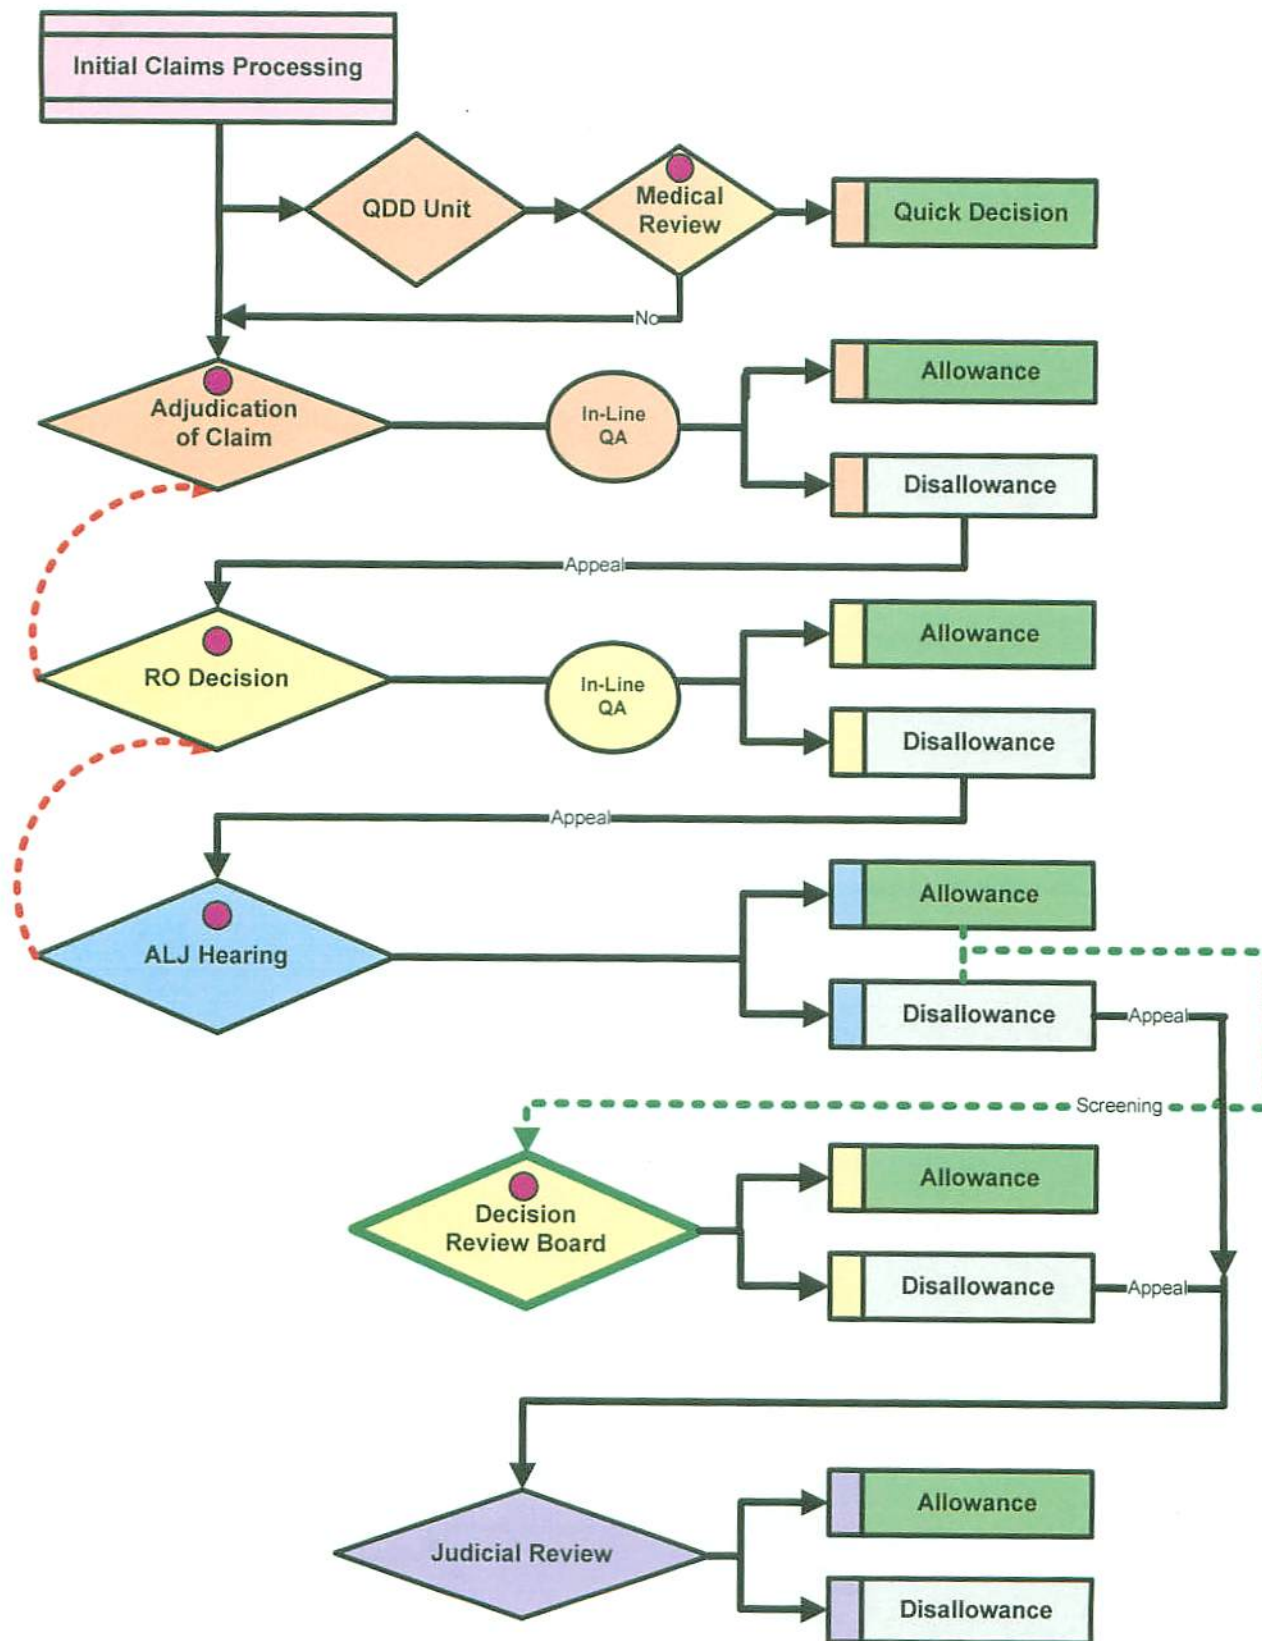 Initial Claims Processing
QDD Unit
Medical
Review
Quick Decision
No
Adjudication
of Claim
In-Line
QA
Allowance
Disallowance
Appeal
RO Decision
In-Line
QA
Allowance
Disallowance
Appeal
ALJ Hearing
Allowance
Disallowance
Appeal
Screening
Decision
Review Board
Allowance
Disallowance
Appeal
Judicial Review
Allowance
Disallowance